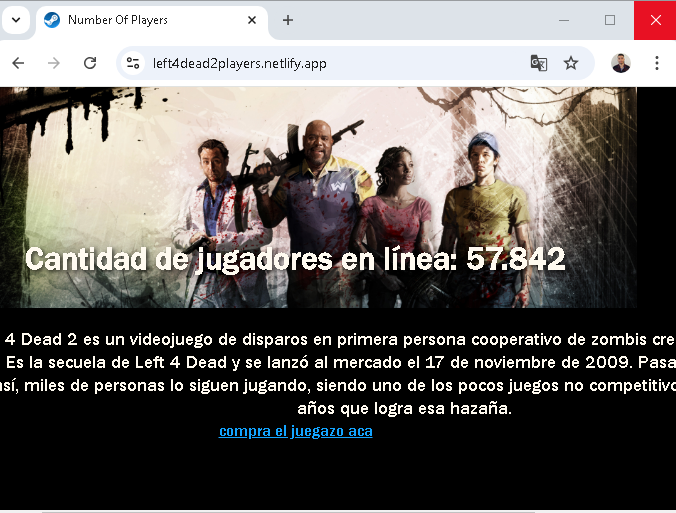 Number Of Players
left4dead2players.netlify.app
Cantidad de jugadores en línea: 57.842
4 Dead 2 es un videojuego de disparos en primera persona cooperativo de zombis cre
Es la secuela de Left 4 Dead y se lanzó al mercado el 17 de noviembre de 2009. Pasa
así, miles de personas lo siguen jugando, siendo uno de los pocos juegos no competitivo
años que logra esa hazaña.
compra el juegazo aca